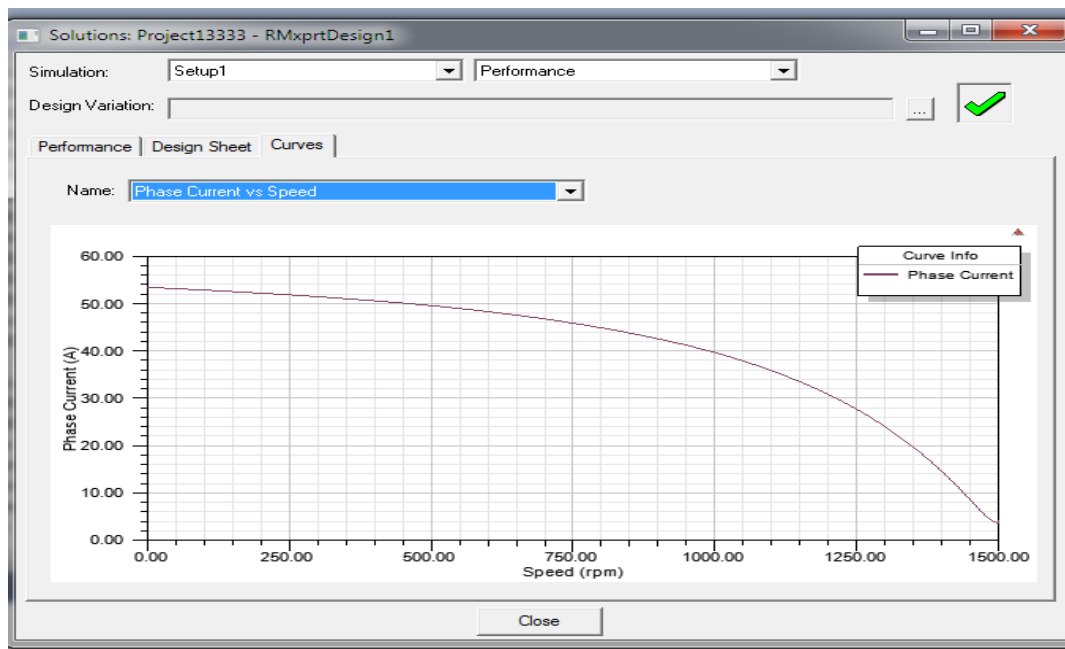 Solutions: Project13333 - RMxprtDesign1
Simulation: Setup1 Performance
Design Variation: ...
Performance Design Sheet Curves
Name: Phase Current vs Speed
Curve Info
Phase Current
60.00
50.00
40.00
30.00
20.00
10.00
0.00
Phase Current (A)
0.00 250.00 500.00 750.00 1000.00 1250.00 1500.00
Speed (rpm)
Close